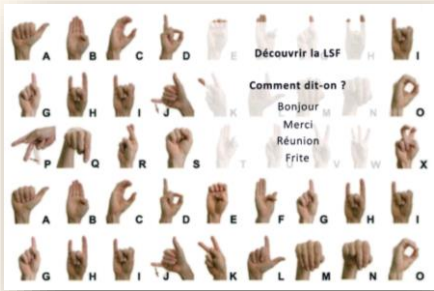 A B C D E Découvrir la LSF H I
G H I J K Comment dit-on ? M N O
Bonjour
Merci
P Q R S T Réunion U V W X
Frite
A B C D E F G H I
G H I J K L M N O